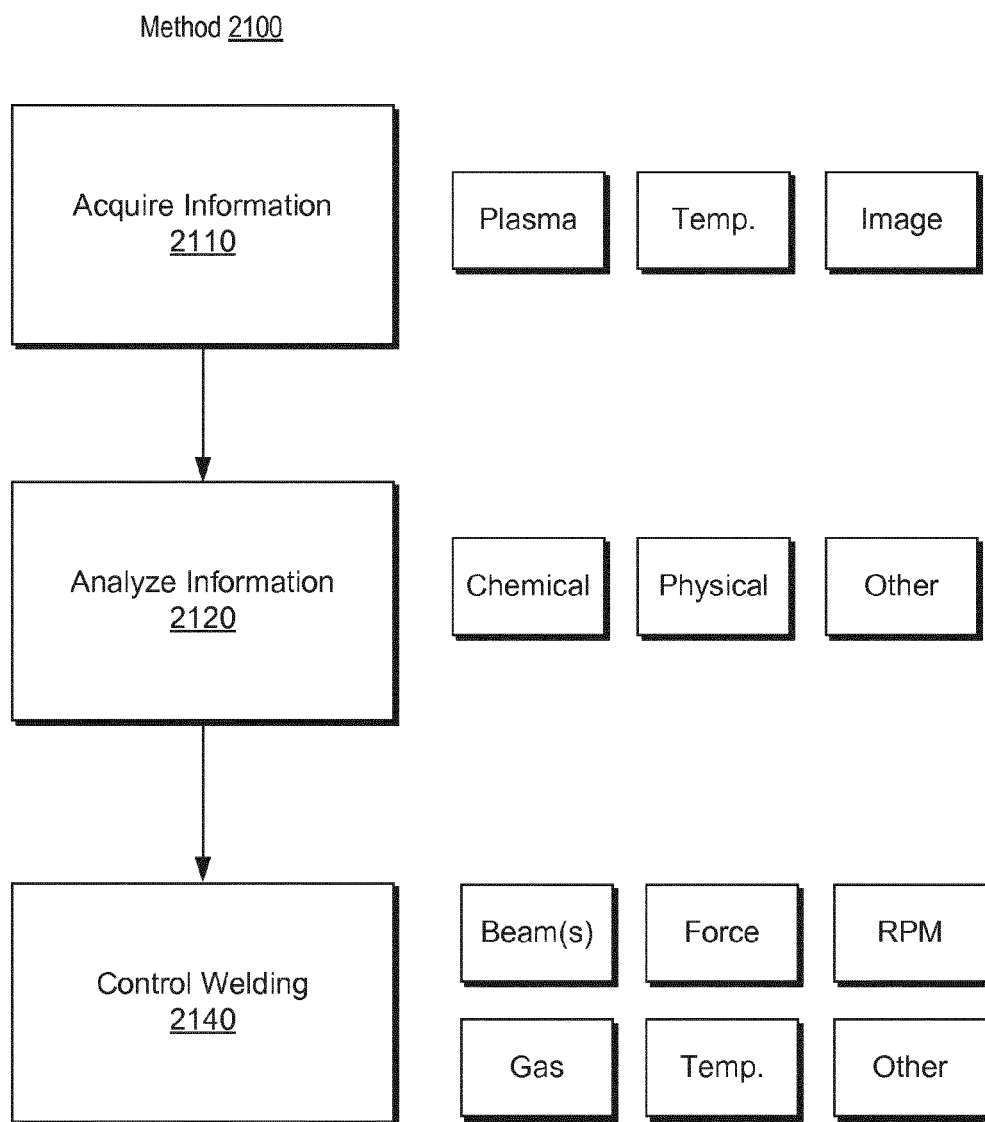 Method 2100
Acquire Information
2110
Plasma
Temp.
Image
Analyze Information
2120
Chemical
Physical
Other
Control Welding
2140
Beam(s)
Force
RPM
Gas
Temp.
Other